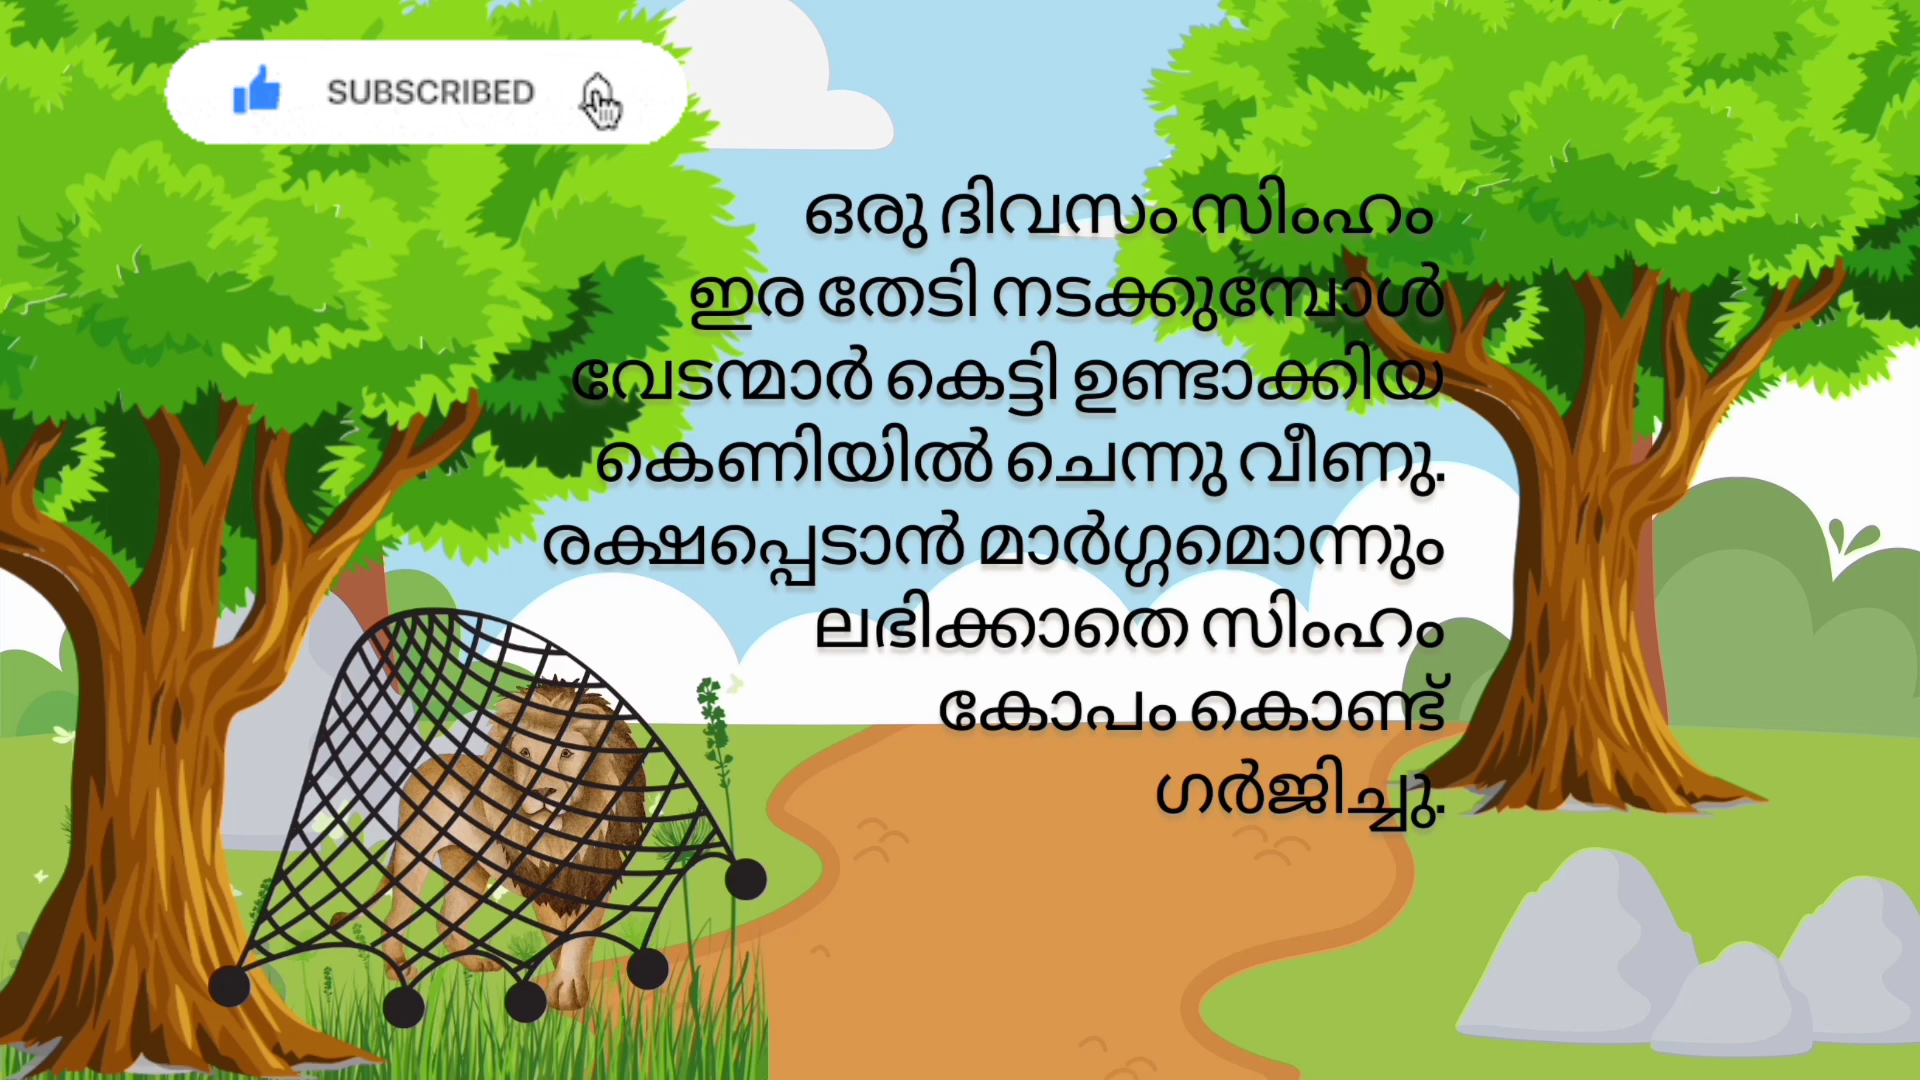 SUBSCRIBED
ഒരു ദിവസം സിംഹം
ഇര തേടി നടക്കുമ്പോൾ
വേടന്മാർ കെട്ടി ഉണ്ടാക്കിയ
കെണിയിൽ ചെന്നു വീണു.
രക്ഷപ്പെടാൻ മാർഗ്ഗമൊന്നും
ലഭിക്കാതെ സിംഹം
കോപം കൊണ്ട്
ഗർജിച്ചു.